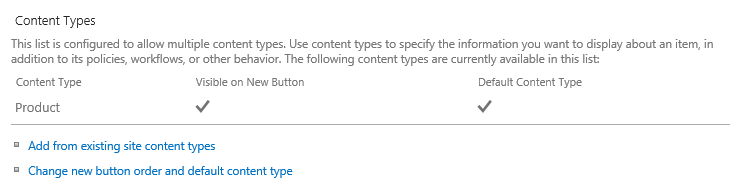 Content Types
This list is configured to allow multiple content types. Use content types to specify the information you want to display about an item, in
addition to its policies, workflows, or other behavior. The following content types are currently available in this list:
Content Type Visible on New Button Default Content Type
Product
Add from existing site content types
Change new button order and default content type